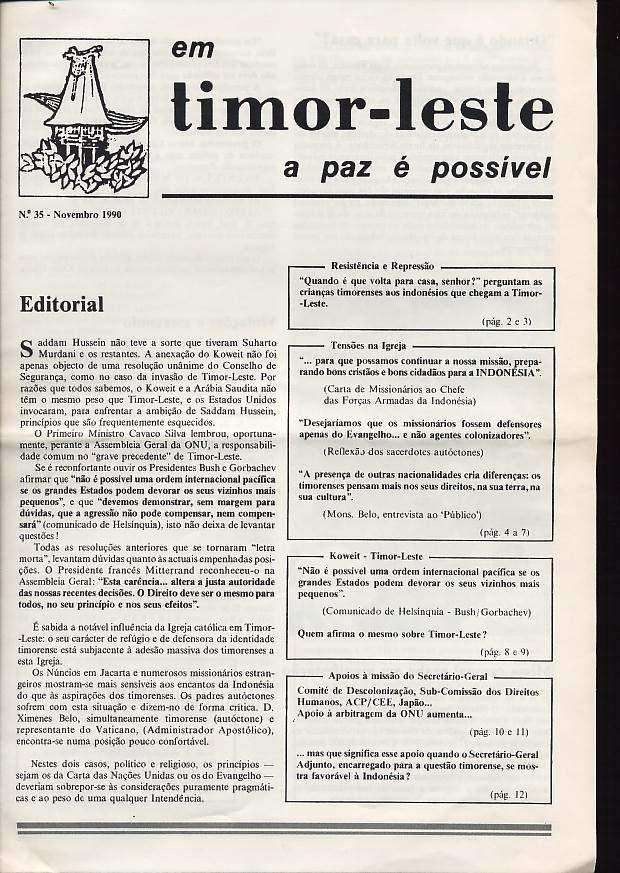 em
timor-leste
a paz é possível
N.º 35 - Novembro 1990
Editorial
Saddam Hussein não teve a sorte que tiveram Suharto
Murdani e os restantes. A anexação do Koweit não foi
apenas objecto de uma resolução unânime do Conselho de
Segurança, como no caso da invasão de Timor-Leste. Por
razões que todos sabemos, o Koweit e a Arábia Saudita não
têm o mesmo peso que Timor-Leste, e os Estados Unidos
invocaram, para enfrentar a ambição de Saddam Hussein,
princípios que são frequentemente esquecidos.
O Primeiro Ministro Cavaco Silva lembrou, oportuna-
mente, perante a Assembleia Geral da ONU, a responsabili-
dade comum no "grave precedente" de Timor-Leste.
Se é reconfortante ouvir os Presidentes Bush e Gorbachev
afirmar que "não é possível uma ordem internacional pacífica
se os grandes Estados podem devorar os seus vizinhos mais
pequenos", e que "devemos demonstrar, sem margem para
dúvidas, que a agressão não pode compensar, nem compen-
sará" (comunicado de Helsínquia), isto não deixa de levantar
questões !
Todas as resoluções anteriores que se tornaram "letra
morta", levantam dúvidas quanto às actuais empenhadas posi-
ções. O Presidente francês Mitterrand reconheceu-o na
Assembleia Geral: "Esta carência... altera a justa autoridade
das nossas recentes decisões. O Direito deve ser o mesmo para
todos, no seu princípio e nos seus efeitos".
É sabida a notável influência da Igreja católica em Timor-
-Leste: o seu carácter de refúgio e de defensora da identidade
timorense está subjacente à adesão massiva dos timorenses a
esta Igreja.
Os Núncios em Jacarta e numerosos missionários estran-
geiros mostram-se mais sensíveis aos encantos da Indonésia
do que às aspirações dos timorenses. Os padres autóctones
sofrem com esta situação e dizem-no de forma crítica. D.
Ximenes Belo, simultaneamente timorense (autóctone) e
representante do Vaticano, (Administrador Apostólico),
encontra-se numa posição pouco confortável.
Nestes dois casos, político e religioso, os princípios —
sejam os da Carta das Nações Unidas ou os do Evangelho —
deveriam sobrepor-se às considerações puramente pragmáti-
cas e ao peso de uma qualquer Intendência.
Resistência e Repressão
"Quando é que volta para casa, senhor?" perguntam as
crianças timorenses aos indonésios que chegam a Timor-
-Leste.
(pág. 2 e 3)
Tensões na Igreja
"... para que possamos continuar a nossa missão, prepa-
rando bons cristãos e bons cidadãos para a INDONÉSIA".
(Carta de Missionários ao Chefe
das Forças Armadas da Indonésia)
"Desejaríamos que os missionários fossem defensores
apenas do Evangelho... e não agentes colonizadores".
(Reflexão dos sacerdotes autóctones)
"A presença de outras nacionalidades cria diferenças: os
timorenses pensam mais nos seus direitos, na sua terra, na
sua cultura".
(Mons. Belo, entrevista ao 'Público')
(pág. 4 a 7)
Koweit - Timor-Leste
"Não é possível uma ordem internacional pacífica se os
grandes Estados podem devorar os seus vizinhos mais
pequenos".
(Comunicado de Helsínquia - Bush/Gorbachev)
Quem afirma o mesmo sobre Timor-Leste ?
(pág. 8 e 9)
Apoios à missão do Secretário-Geral
Comité de Descolonização, Sub-Comissão dos Direitos
Humanos, ACP/CEE, Japão...
Apoio à arbitragem da ONU aumenta...
(pág. 10 e 11)
... mas que significa esse apoio quando o Secretário-Geral
Adjunto, encarregado para a questão timorense, se mos-
tra favorável à Indonésia ?
(pág. 12)